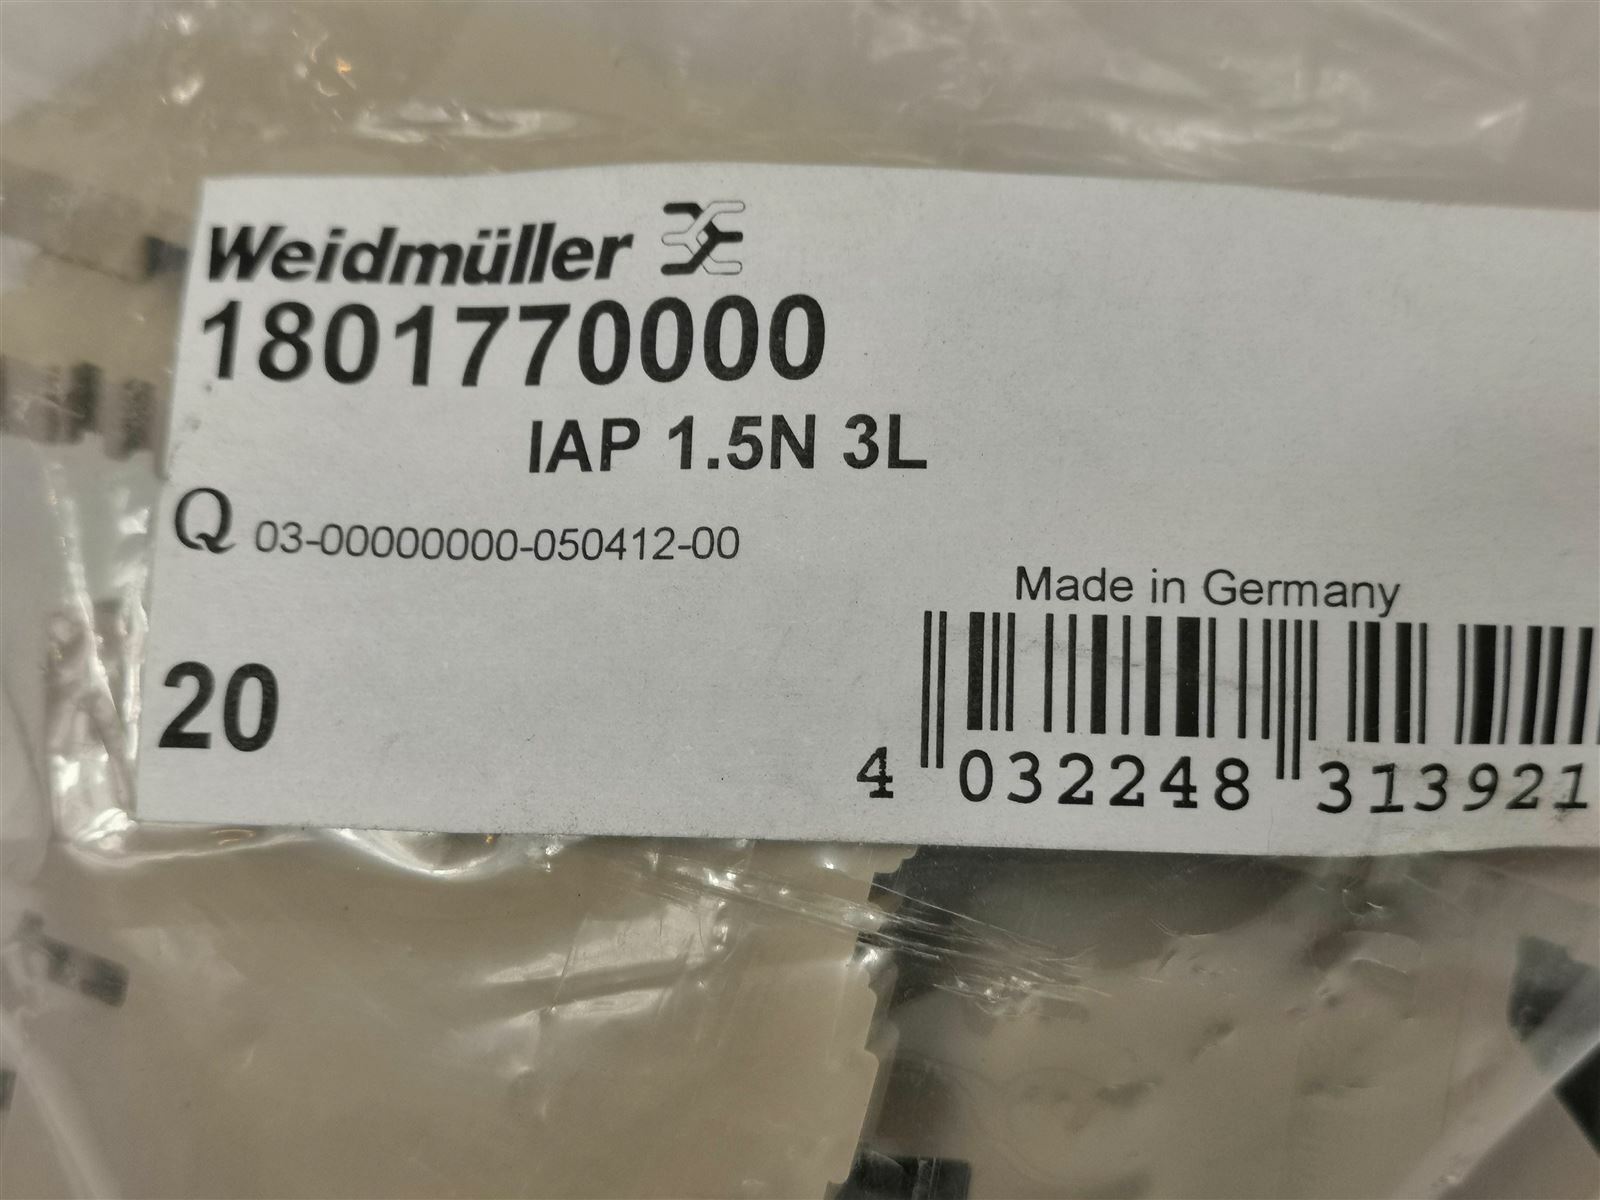 Weidmüller
1801770000
IAP 1.5N 3L
Q 03-00000000-050412-00
Made in Germany
20
4 032248 313921